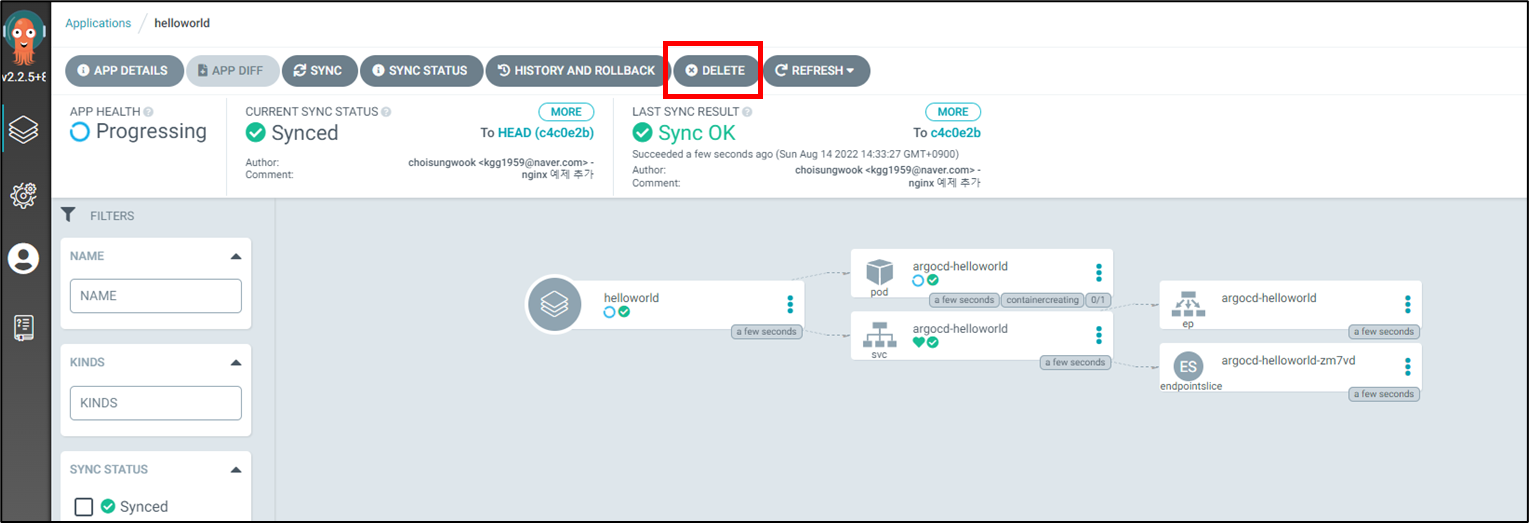 Applications / helloworld
v2.2.5+8
APP DETAILS
APP DIFF
SYNC
SYNC STATUS
HISTORY AND ROLLBACK
DELETE
REFRESH
APP HEALTH
Progressing
CURRENT SYNC STATUS
MORE
Synced
To HEAD (c4c0e2b)
Author: choisungwook <kgg1959@naver.com> -
Comment: nginx 예제 추가
LAST SYNC RESULT
MORE
Sync OK
To c4c0e2b
Succeeded a few seconds ago (Sun Aug 14 2022 14:33:27 GMT+0900)
Author: choisungwook <kgg1959@naver.com> -
Comment: nginx 예제 추가
FILTERS
NAME
NAME
KINDS
KINDS
SYNC STATUS
Synced
helloworld
a few seconds
argocd-helloworld
pod
a few seconds containercreating 0/1
argocd-helloworld
svc
a few seconds
argocd-helloworld
ep
a few seconds
ES
argocd-helloworld-zm7vd
endpointslice
a few seconds